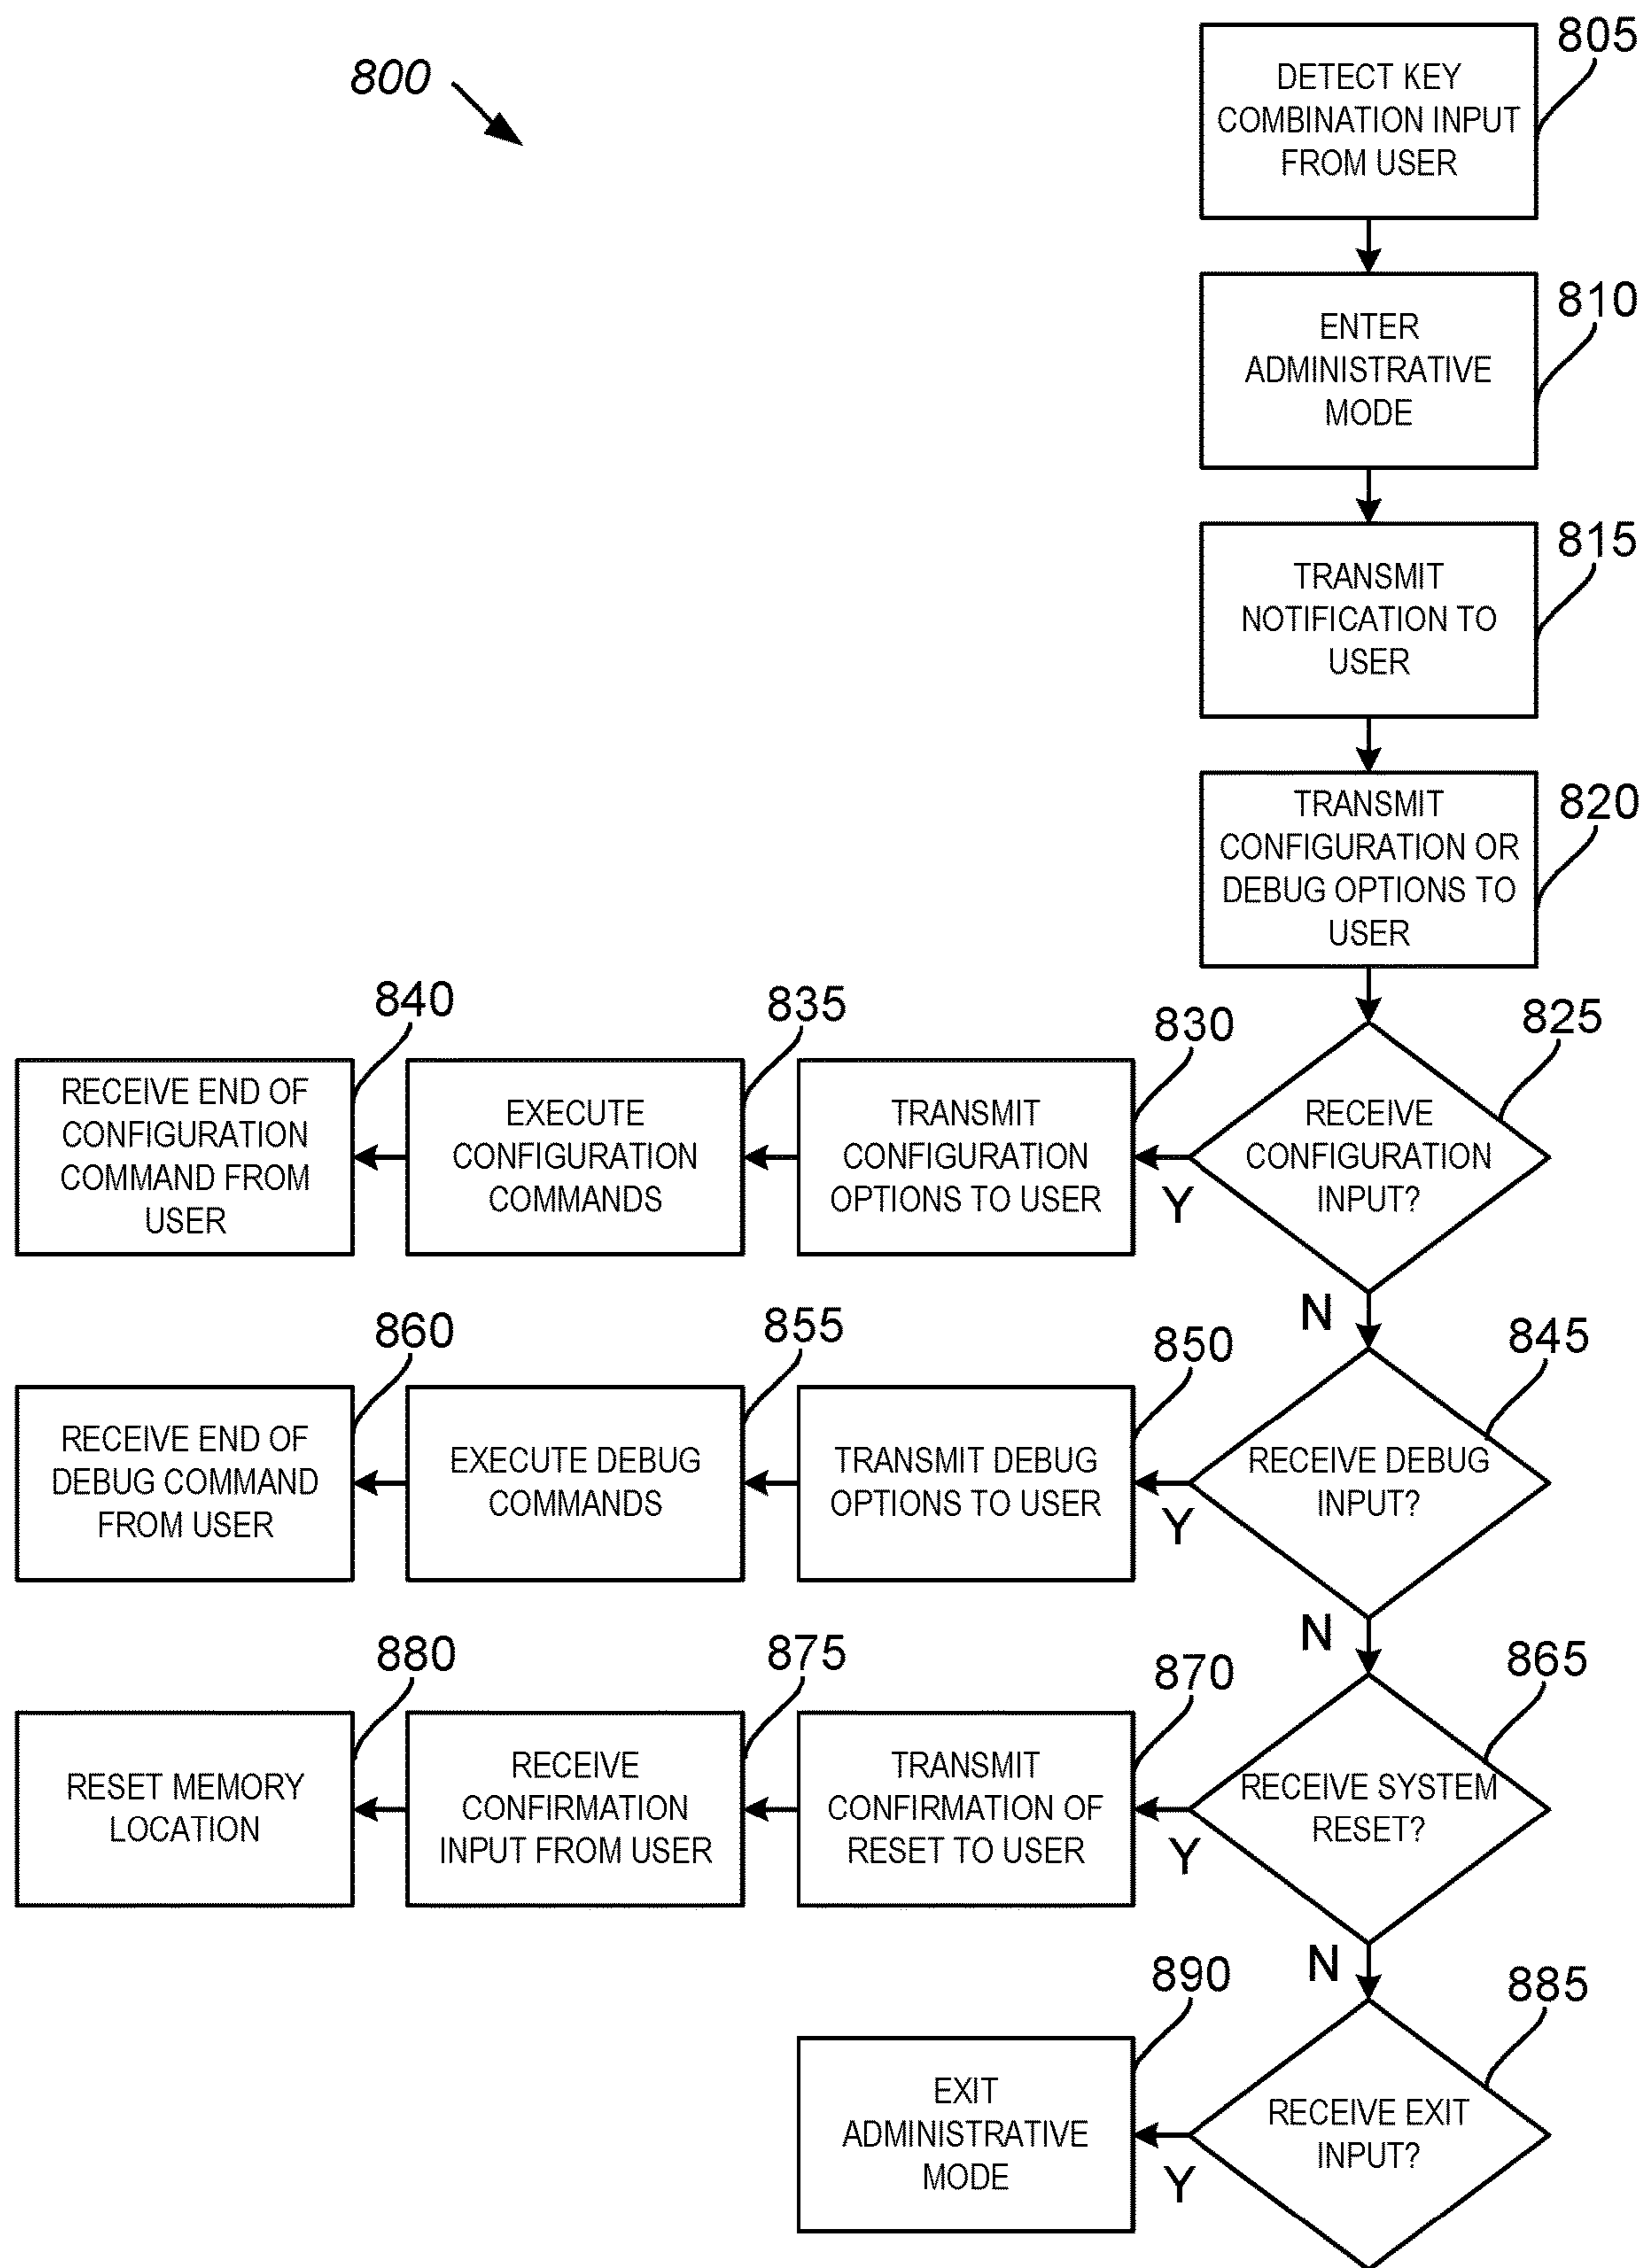 800
805
DETECT KEY
COMBINATION INPUT
FROM USER
810
ENTER
ADMINISTRATIVE
MODE
815
TRANSMIT
NOTIFICATION TO
USER
820
TRANSMIT
CONFIGURATION OR
DEBUG OPTIONS TO
USER
825
RECEIVE
CONFIGURATION
INPUT?
Y
N
830
TRANSMIT
CONFIGURATION
OPTIONS TO USER
835
EXECUTE
CONFIGURATION
COMMANDS
840
RECEIVE END OF
CONFIGURATION
COMMAND FROM
USER
845
RECEIVE DEBUG
INPUT?
Y
N
850
TRANSMIT DEBUG
OPTIONS TO USER
855
EXECUTE DEBUG
COMMANDS
860
RECEIVE END OF
DEBUG COMMAND
FROM USER
865
RECEIVE SYSTEM
RESET?
Y
N
870
TRANSMIT
CONFIRMATION OF
RESET TO USER
875
RECEIVE
CONFIRMATION
INPUT FROM USER
880
RESET MEMORY
LOCATION
885
RECEIVE EXIT
INPUT?
Y
890
EXIT
ADMINISTRATIVE
MODE